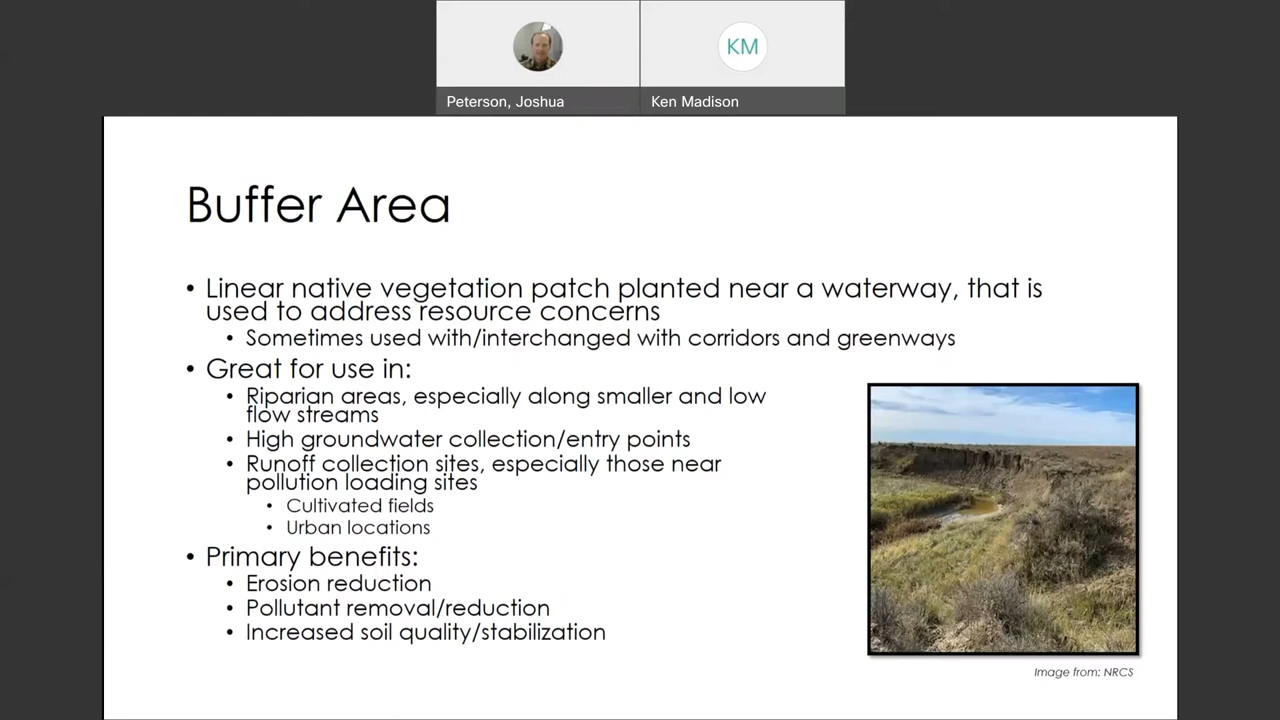 KM
Peterson, Joshua
Ken Madison
Buffer Area
• Linear native vegetation patch planted near a waterway, that is
used to address resource concerns
• Sometimes used with/interchanged with corridors and greenways
• Great for use in:
• Riparian areas, especially along smaller and low
flow streams
• High groundwater collection/entry points
• Runoff collection sites, especially those near
pollution loading sites
• Cultivated fields
• Urban locations
• Primary benefits:
• Erosion reduction
• Pollutant removal/reduction
• Increased soil quality/stabilization
Image from: NRCS